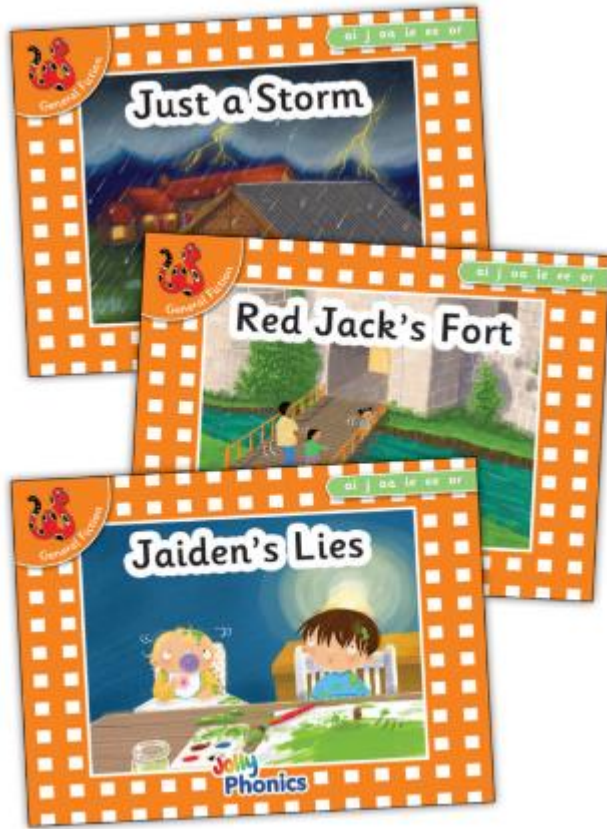 General Fiction
ai j oa ie ee or
Just a Storm
General Fiction
ai j oa ie ee or
Red Jack's Fort
General Fiction
ai j oa ie ee or
Jaiden's Lies
Jolly
Phonics